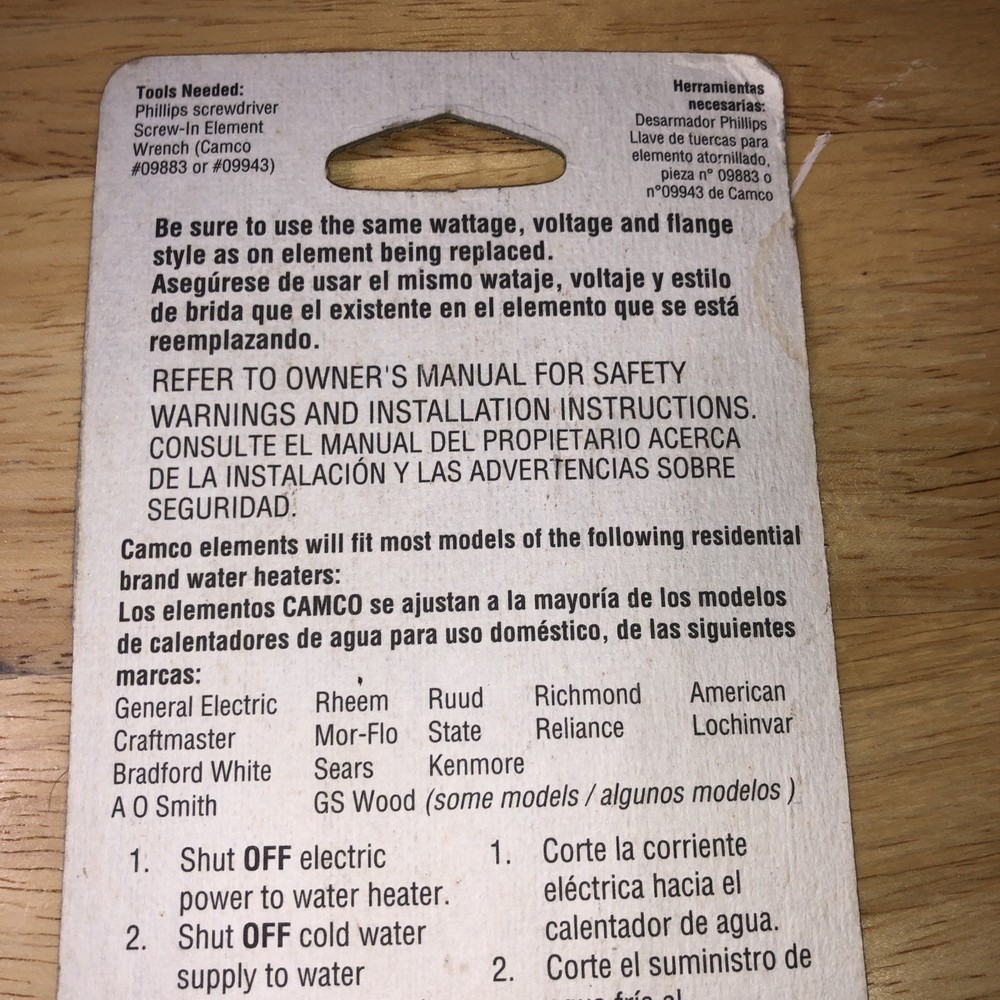 Tools Needed:
Phillips screwdriver
Screw-In Element
Wrench (Camco
#09883 or #09943)
Herramientas
necesarias:
Desarmador Phillips
Llave de tuercas para
elemento atornillado,
pieza n° 09883 o
n°09943 de Camco
Be sure to use the same wattage, voltage and flange
style as on element being replaced.
Asegúrese de usar el mismo wataje, voltaje y estilo
de brida que el existente en el elemento que se está
reemplazando.
REFER TO OWNER'S MANUAL FOR SAFETY
WARNINGS AND INSTALLATION INSTRUCTIONS.
CONSULTE EL MANUAL DEL PROPIETARIO ACERCA
DE LA INSTALACIÓN Y LAS ADVERTENCIAS SOBRE
SEGURIDAD.
Camco elements will fit most models of the following residential
brand water heaters:
Los elementos CAMCO se ajustan a la mayoría de los modelos
de calentadores de agua para uso doméstico, de las siguientes
marcas:
General Electric Rheem Ruud Richmond American
Craftmaster Mor-Flo State Reliance Lochinvar
Bradford White Sears Kenmore
A O Smith GS Wood (some models / algunos modelos )
1. Shut OFF electric
power to water heater.
2. Shut OFF cold water
supply to water
1. Corte la corriente
eléctrica hacia el
calentador de agua.
2. Corte el suministro de
agua fría al